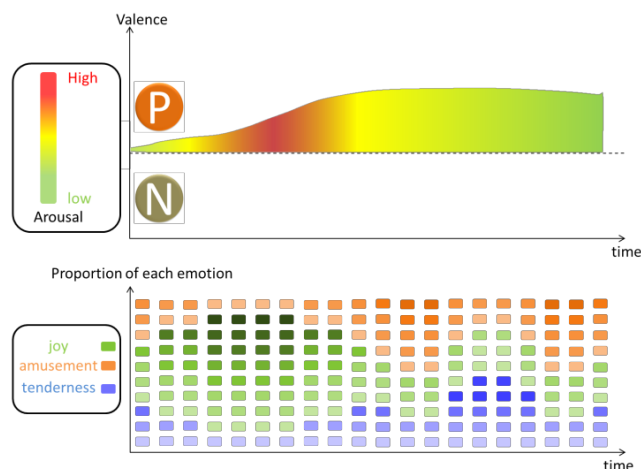 Valence
High
P
low
N
Arousal
time
Proportion of each emotion
joy
amusement
tenderness
time